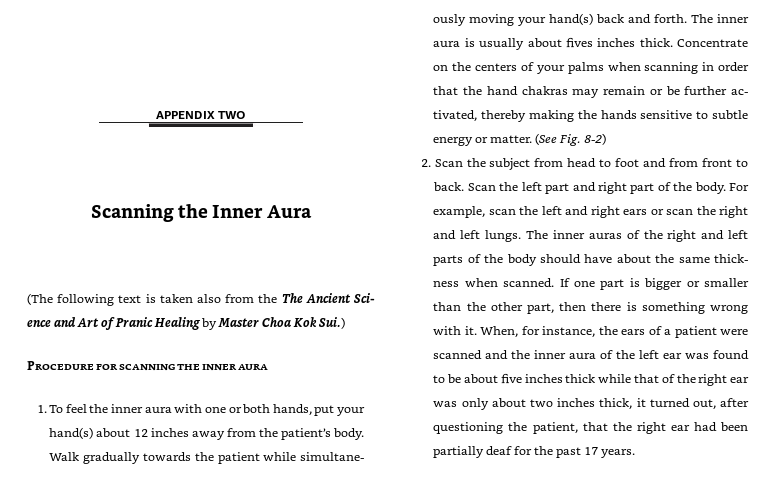 APPENDIX TWO
Scanning the Inner Aura
(The following text is taken also from the The Ancient Sci-
ence and Art of Pranic Healing by Master Choa Kok Sui.)
PROCEDURE FOR SCANNING THE INNER AURA
1. To feel the inner aura with one or both hands, put your
hand(s) about 12 inches away from the patient’s body.
Walk gradually towards the patient while simultane-
ously moving your hand(s) back and forth. The inner
aura is usually about fives inches thick. Concentrate
on the centers of your palms when scanning in order
that the hand chakras may remain or be further ac-
tivated, thereby making the hands sensitive to subtle
energy or matter. (See Fig. 8-2)
2. Scan the subject from head to foot and from front to
back. Scan the left part and right part of the body. For
example, scan the left and right ears or scan the right
and left lungs. The inner auras of the right and left
parts of the body should have about the same thick-
ness when scanned. If one part is bigger or smaller
than the other part, then there is something wrong
with it. When, for instance, the ears of a patient were
scanned and the inner aura of the left ear was found
to be about five inches thick while that of the right ear
was only about two inches thick, it turned out, after
questioning the patient, that the right ear had been
partially deaf for the past 17 years.